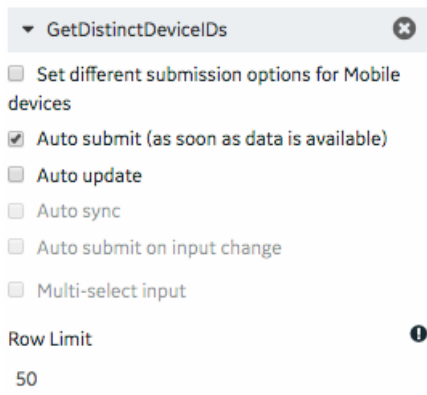 GetDistinctDeviceIDs
Set different submission options for Mobile
devices
Auto submit (as soon as data is available)
Auto update
Auto sync
Auto submit on input change
Multi-select input
Row Limit
50